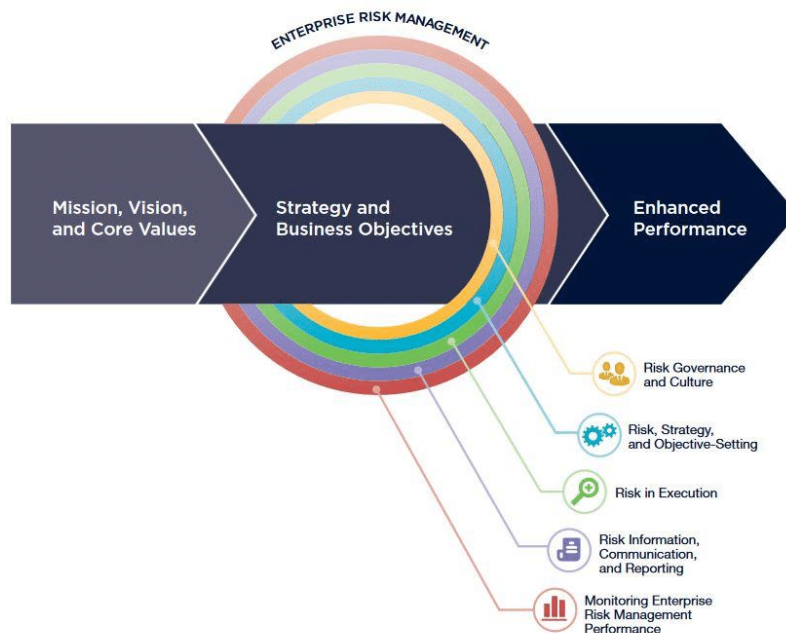 ENTERPRISE RISK MANAGEMENT
Mission, Vision,
and Core Values
Strategy and
Business Objectives
Enhanced
Performance
Risk Governance
and Culture
Risk, Strategy,
and Objective-Setting
Risk in Execution
Risk Information,
Communication,
and Reporting
Monitoring Enterprise
Risk Management
Performance